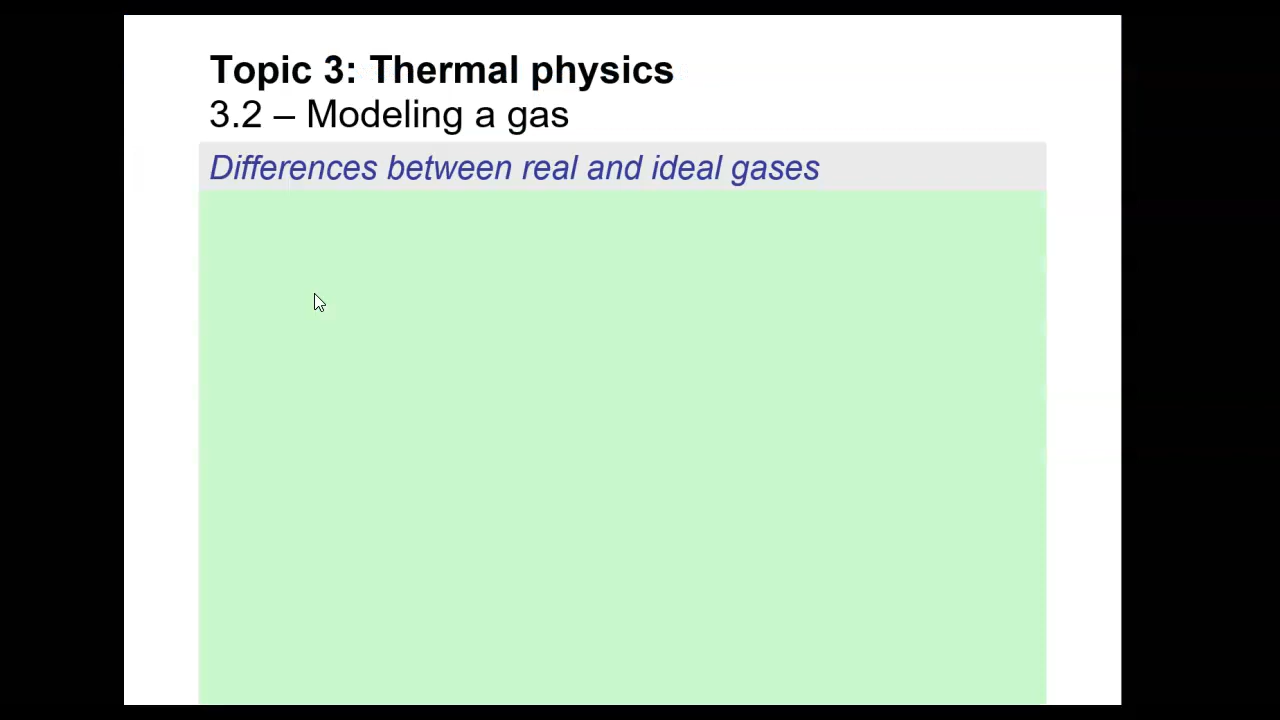 Topic 3: Thermal physics
3.2 – Modeling a gas
Differences between real and ideal gases